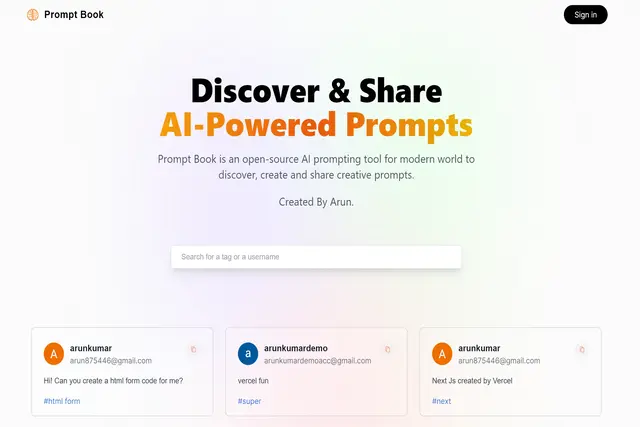 Prompt Book
Sign in
Discover & Share
AI-Powered Prompts
Prompt Book is an open-source AI prompting tool for modern world to
discover, create and share creative prompts.
Created By Arun.
Search for a tag or a username
A
arunkumar
arun875446@gmail.com
Hi! Can you create a html form code for me?
#html form
a
arunkumardemo
arunkumardemoacc@gmail.com
vercel fun
#super
A
arunkumar
arun875446@gmail.com
Next Js created by Vercel
#next